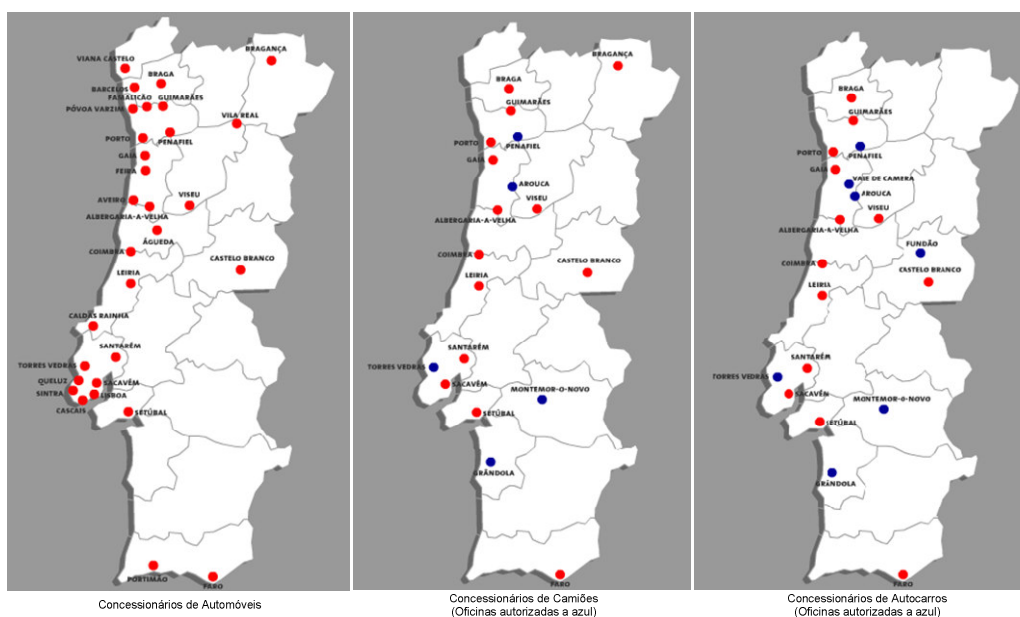 BRAGANÇA
VIANA CASTELO
BRAGA
BARCELOS
FAMALICÃO
GUIMARÃES
PÓVOA VARZIM
VILA REAL
PORTO
PENAFIEL
GAIA
FEIRA
VISEU
AVEIRO
ALBERGARIA-A-VELHA
ÁGUEDA
COIMBRA
CASTELO BRANCO
LEIRIA
CALDAS RAINHA
SANTARÉM
TORRES VEDRAS
QUELUZ
SACAVÉM
SINTRA
LISBOA
CASCAIS
SETÚBAL
PORTIMÃO
FARO
Concessionários de Automóveis
BRAGANÇA
BRAGA
GUIMARÃES
PORTO
PENAFIEL
GAIA
AROUCA
VISEU
ALBERGARIA-A-VELHA
COIMBRA
CASTELO BRANCO
LEIRIA
SANTARÉM
TORRES VEDRAS
SACAVÉM
MONTEMOR-O-NOVO
SETÚBAL
GRÂNDOLA
FARO
Concessionários de Camiões
(Oficinas autorizadas a azul)
BRAGA
GUIMARÃES
PORTO
PENAFIEL
GAIA
VALE DE CAMERA
AROUCA
VISEU
ALBERGARIA-A-VELHA
FUNDÃO
COIMBRA
CASTELO BRANCO
LEIRIA
SANTARÉM
TORRES VEDRAS
SACAVÉM
MONTEMOR-O-NOVO
SETÚBAL
GRÂNDOLA
FARO
Concessionários de Autocarros
(Oficinas autorizadas a azul)